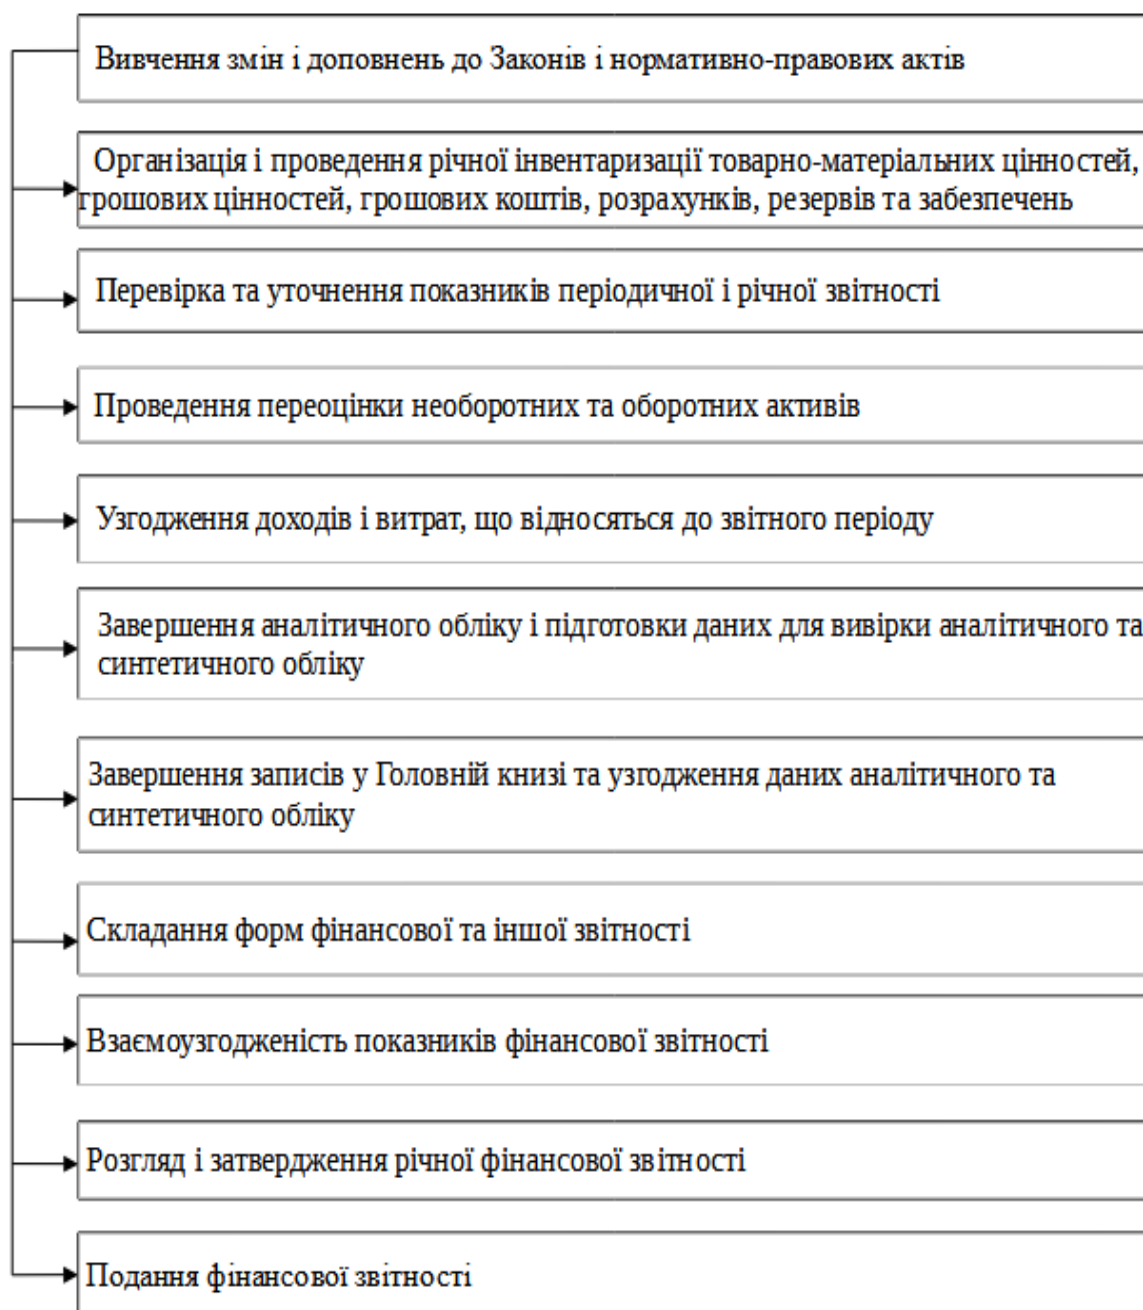 Вивчення змін і доповнень до Законів і нормативно-правових актів
Організація і проведення річної інвентаризації товарно-матеріальних цінностей,
грошових цінностей, грошових коштів, розрахунків, резервів та забезпечень
Перевірка та уточнення показників періодичної і річної звітності
Проведення переоцінки необоротних та оборотних активів
Узгодження доходів і витрат, що відносяться до звітного періоду
Завершення аналітичного обліку і підготовки даних для вивірки аналітичного та
синтетичного обліку
Завершення записів у Головній книзі та узгодження даних аналітичного та
синтетичного обліку
Складання форм фінансової та іншої звітності
Взаємоузгодженість показників фінансової звітності
Розгляд і затвердження річної фінансової звітності
Подання фінансової звітності